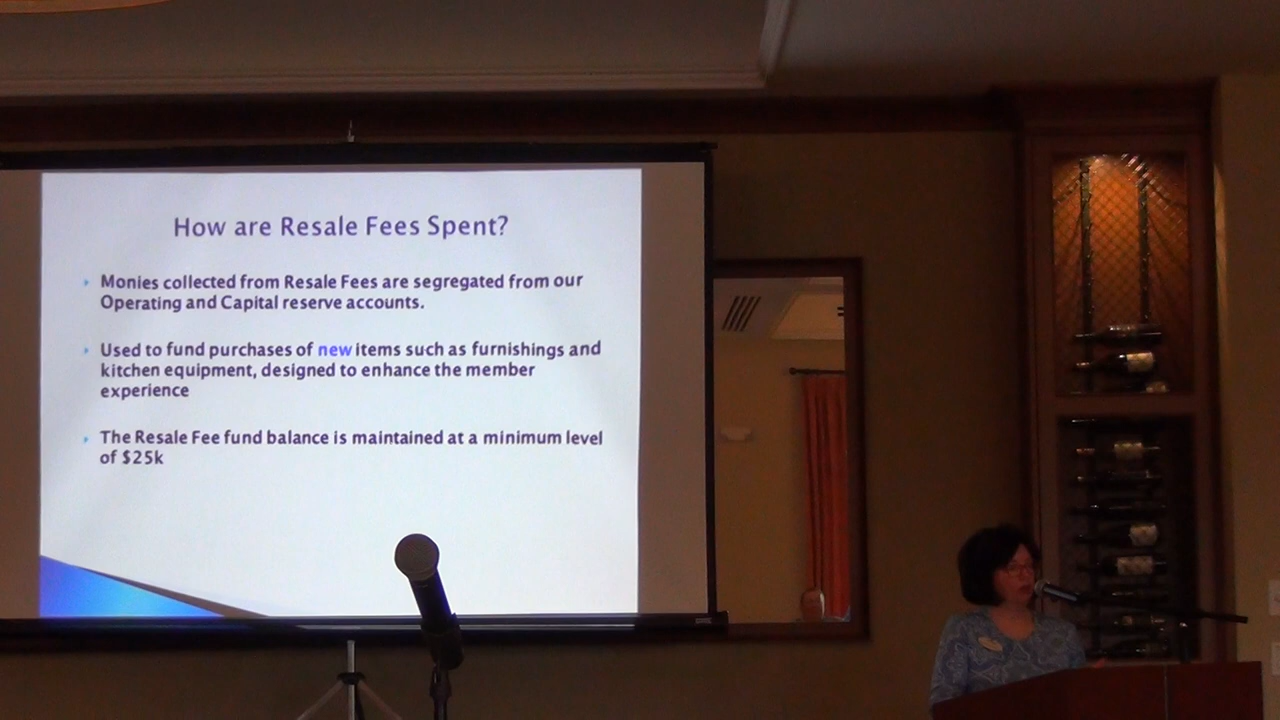 How are Resale Fees Spent?
Monies collected from Resale Fees are segregated from our
Operating and Capital reserve accounts.
Used to fund purchases of new items such as furnishings and
kitchen equipment, designed to enhance the member
experience
The Resale Fee fund balance is maintained at a minimum level
of $25k